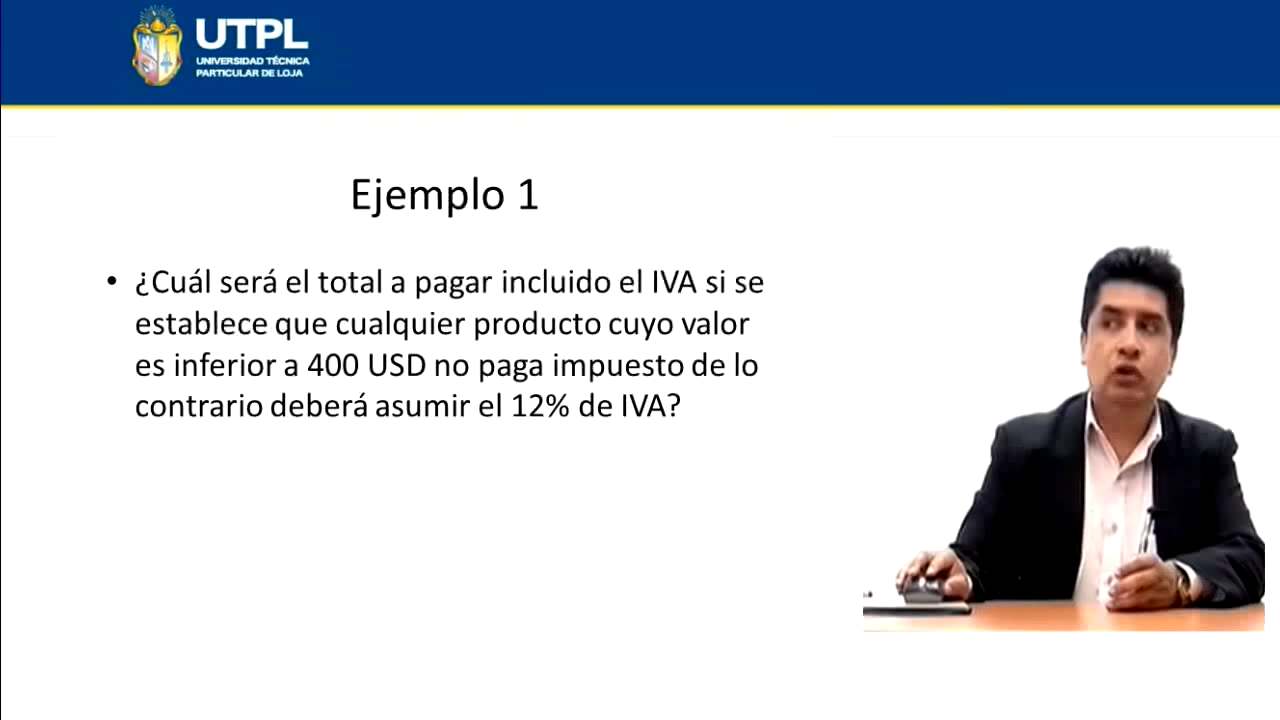 UTPL
UNIVERSIDAD TÉCNICA
PARTICULAR DE LOJA
Ejemplo 1
• ¿Cuál será el total a pagar incluido el IVA si se
establece que cualquier producto cuyo valor
es inferior a 400 USD no paga impuesto de lo
contrario deberá asumir el 12% de IVA?